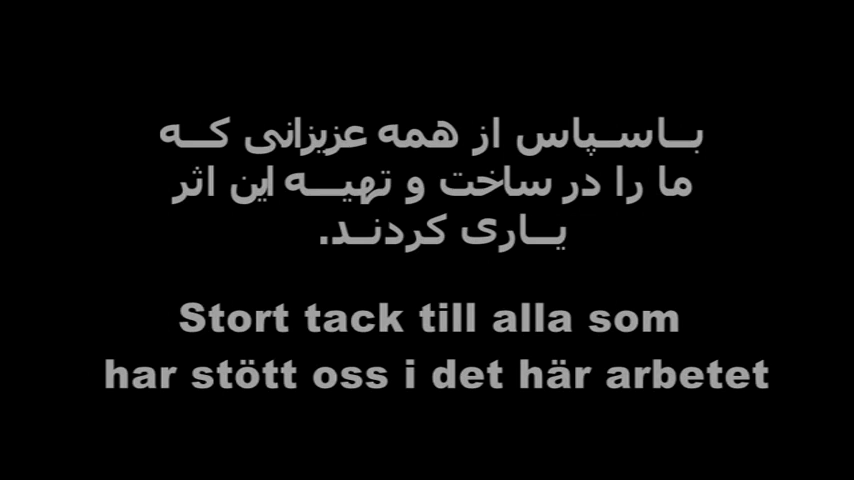 با سپاس از همه عزیزانی که
ما را در ساخت و تهیه این اثر
یاری کردند.
Stort tack till alla som
har stött oss i det här arbetet